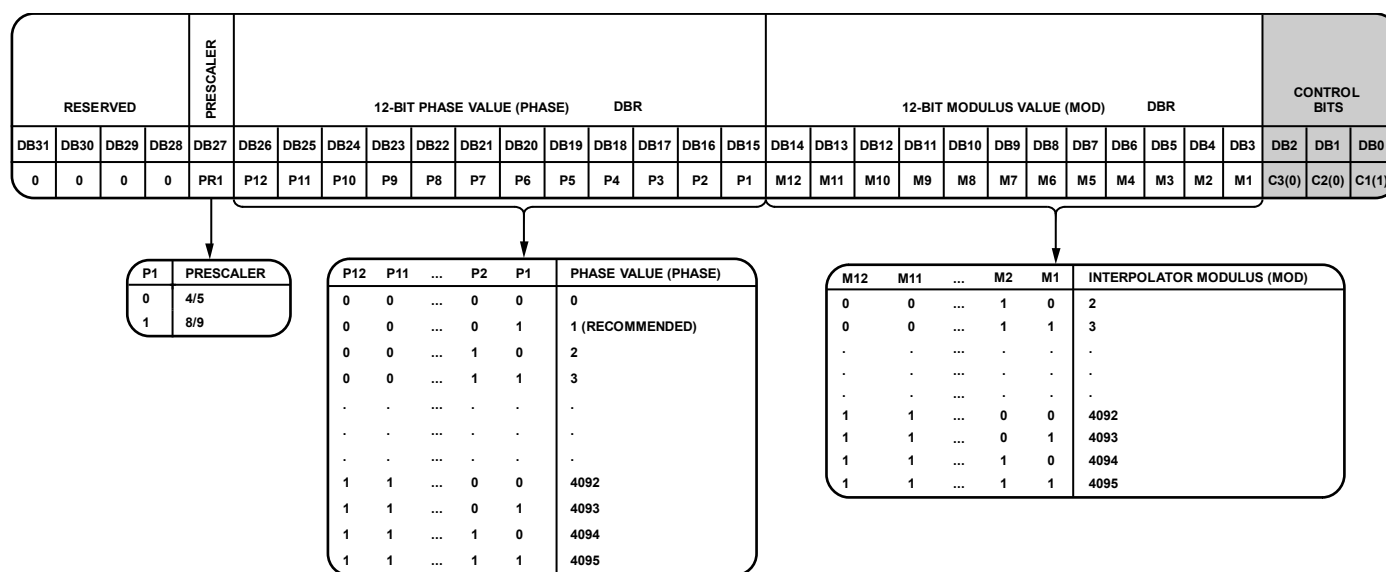 RESERVED PRESCALER 12-BIT PHASE VALUE (PHASE) DBR 12-BIT MODULUS VALUE (MOD) DBR CONTROL BITS
DB31 DB30 DB29 DB28 DB27 DB26 DB25 DB24 DB23 DB22 DB21 DB20 DB19 DB18 DB17 DB16 DB15 DB14 DB13 DB12 DB11 DB10 DB9 DB8 DB7 DB6 DB5 DB4 DB3 DB2 DB1 DB0
0 0 0 0 PR1 P12 P11 P10 P9 P8 P7 P6 P5 P4 P3 P2 P1 M12 M11 M10 M9 M8 M7 M6 M5 M4 M3 M2 M1 C3(0) C2(0) C1(1)
P1 PRESCALER
0 4/5
1 8/9
P12 P11 ... P2 P1 PHASE VALUE (PHASE)
0 0 ... 0 0 0
0 0 ... 0 1 1 (RECOMMENDED)
0 0 ... 1 0 2
0 0 ... 1 1 3
. . ... . . .
. . ... . . .
. . ... . . .
1 1 ... 0 0 4092
1 1 ... 0 1 4093
1 1 ... 1 0 4094
1 1 ... 1 1 4095
M12 M11 ... M2 M1 INTERPOLATOR MODULUS (MOD)
0 0 ... 1 0 2
0 0 ... 1 1 3
. . ... . . .
. . ... . . .
. . ... . . .
1 1 ... 0 0 4092
1 1 ... 0 1 4093
1 1 ... 1 0 4094
1 1 ... 1 1 4095